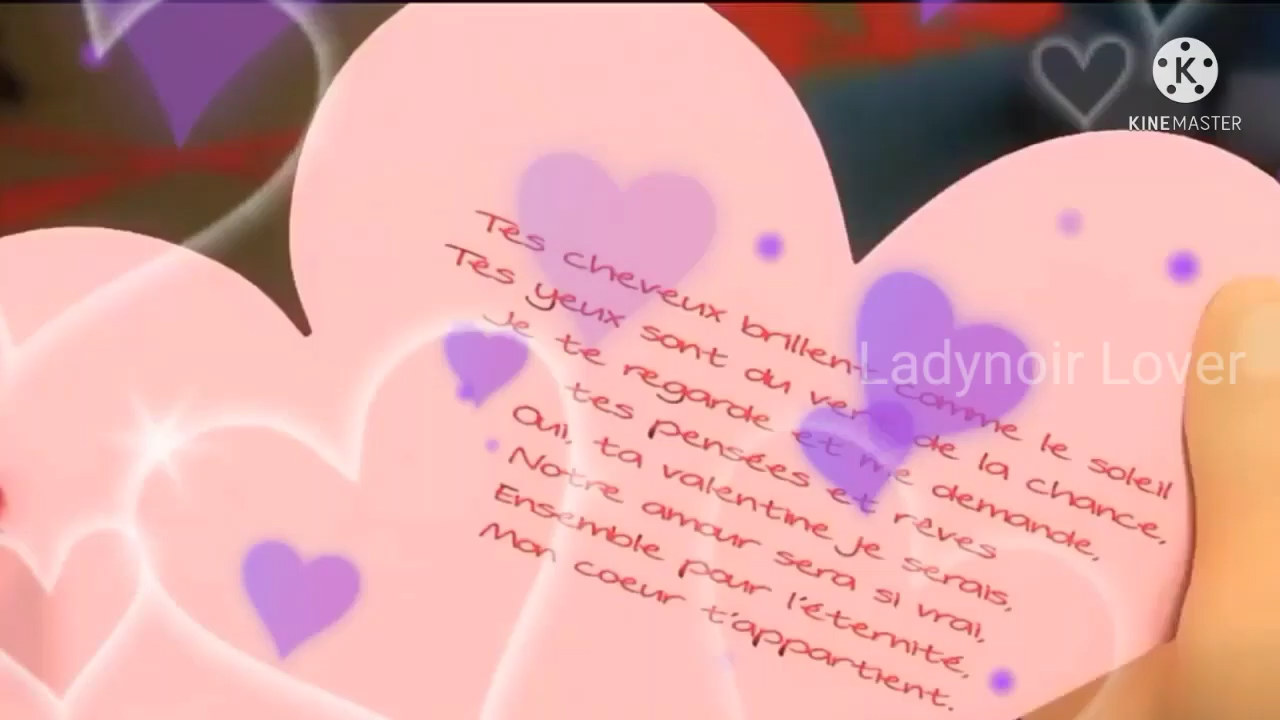 KINEMASTER
Tes cheveux brillent comme le soleil
Tes yeux sont du vert de la chance,
Je te regarde et me demande,
tes pensées et rêves
Oui, ta valentine je serais,
Notre amour sera si vrai,
Ensemble pour l'éternité,
Mon coeur t'appartient.
Ladynoir Lover